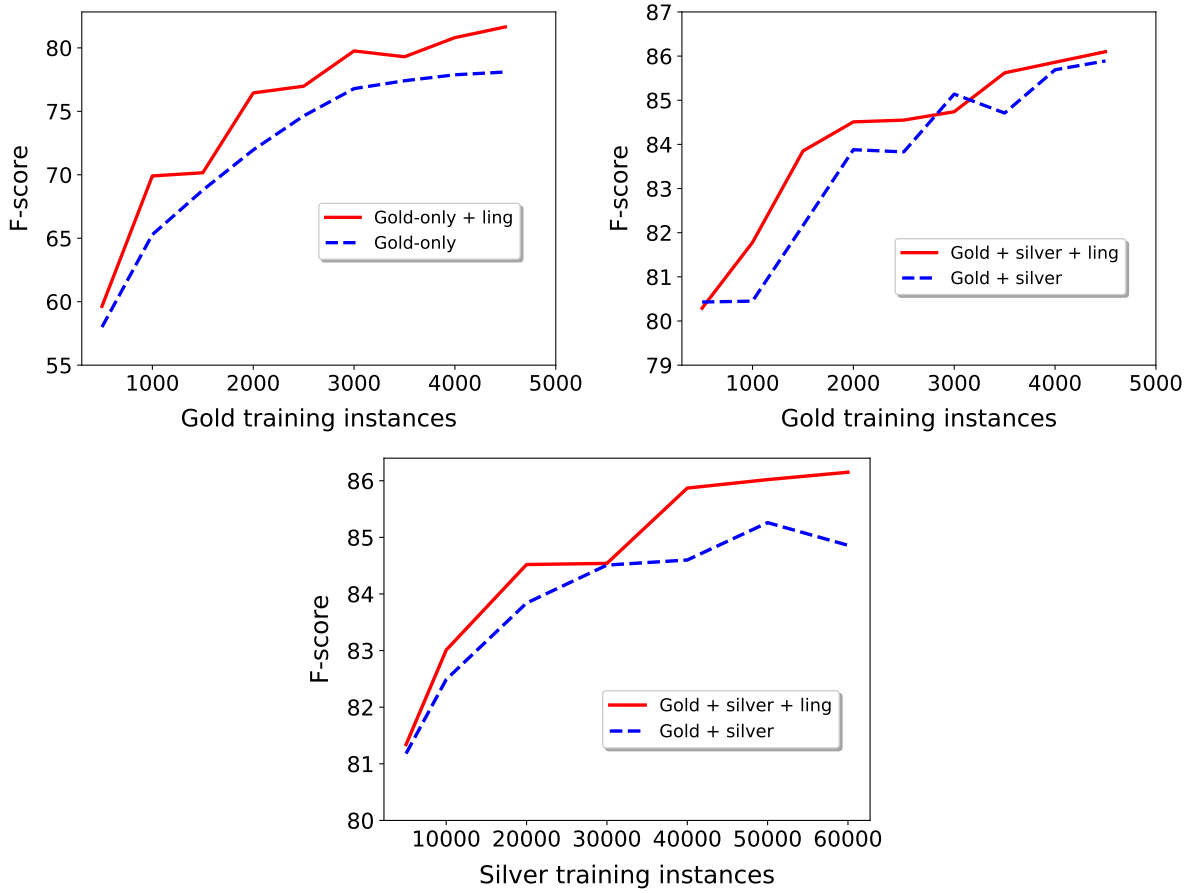 80
75
70
65
60
55
F-score
1000 2000 3000 4000 5000
Gold training instances
Gold-only + ling
Gold-only
87
86
85
84
83
82
81
80
79
F-score
1000 2000 3000 4000 5000
Gold training instances
Gold + silver + ling
Gold + silver
86
85
84
83
82
81
80
F-score
10000 20000 30000 40000 50000 60000
Silver training instances
Gold + silver + ling
Gold + silver